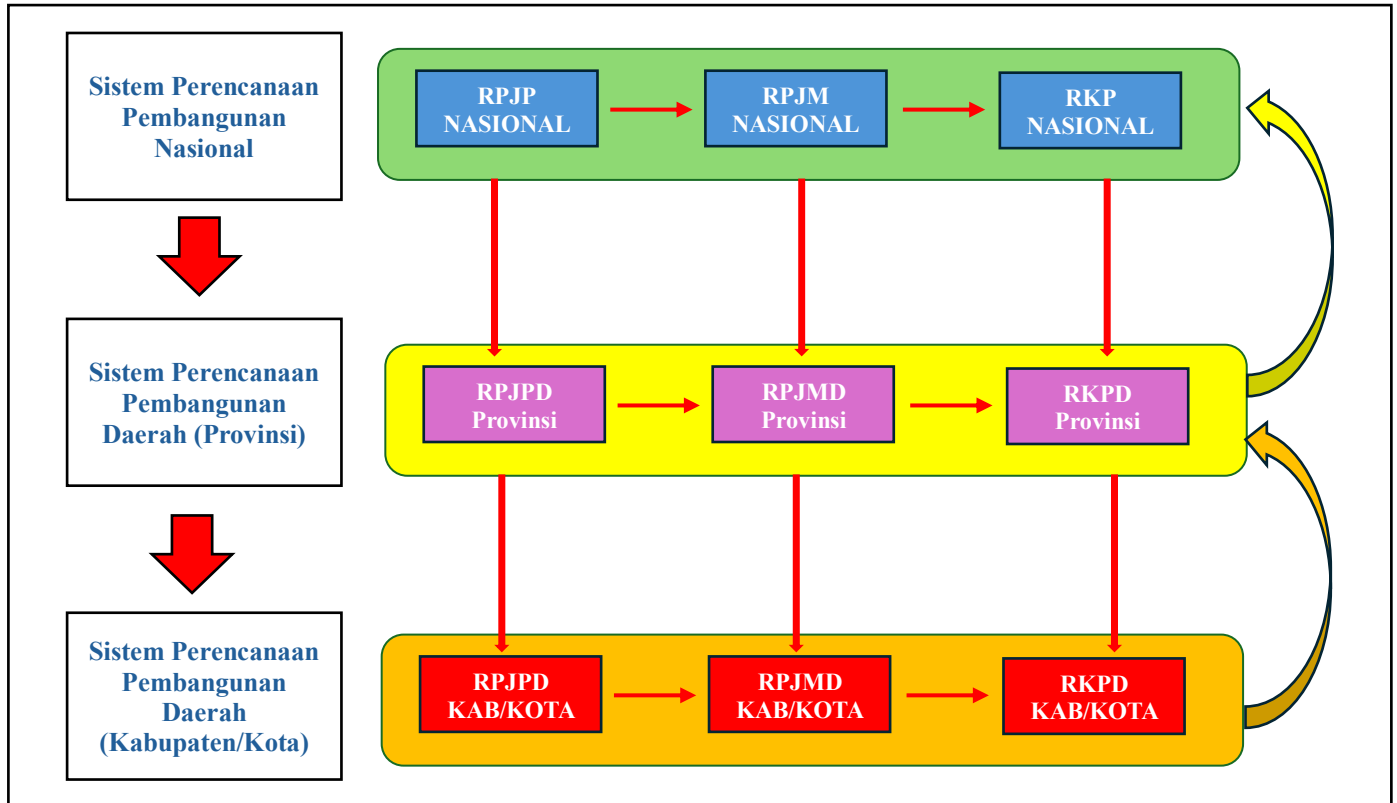 Sistem Perencanaan
Pembangunan
Nasional
RPJP
NASIONAL
RPJM
NASIONAL
RKP
NASIONAL
Sistem Perencanaan
Pembangunan
Daerah (Provinsi)
RPJPD
Provinsi
RPJMD
Provinsi
RKPD
Provinsi
Sistem Perencanaan
Pembangunan
Daerah
(Kabupaten/Kota)
RPJPD
KAB/KOTA
RPJMD
KAB/KOTA
RKPD
KAB/KOTA